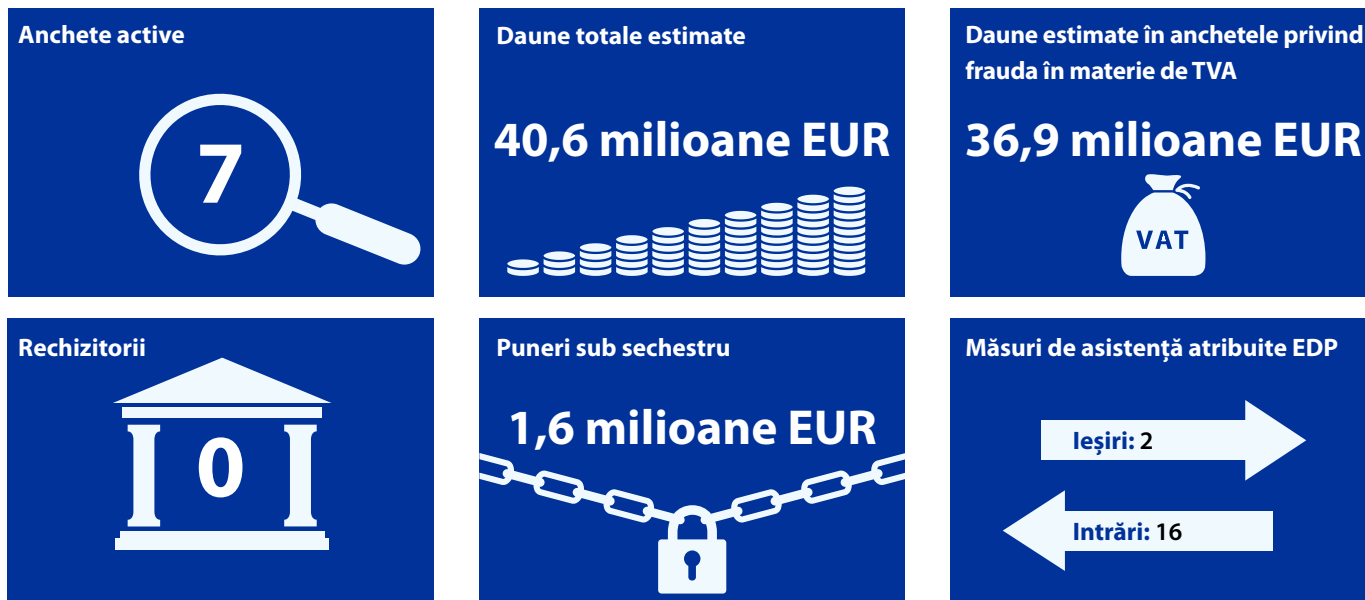 Anchete active
7
Daune totale estimate
40,6 milioane EUR
Daune estimate în anchetele privind
frauda în materie de TVA
36,9 milioane EUR
VAT
Rechizitorii
0
Puneri sub sechestru
1,6 milioane EUR
Măsuri de asistență atribuite EDP
Ieșiri: 2
Intrări: 16